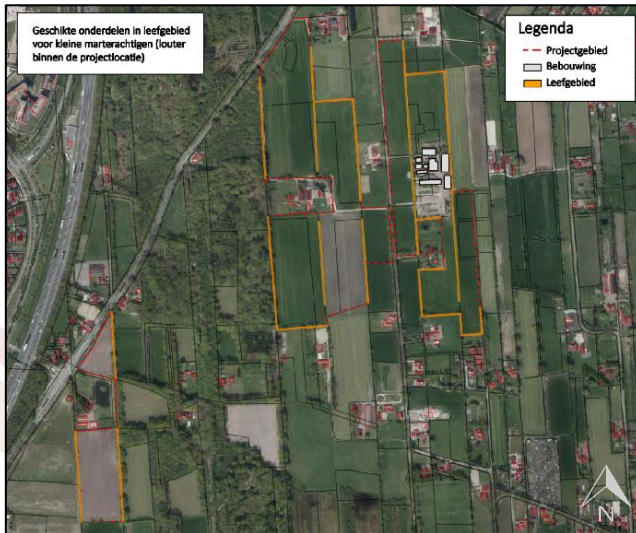 Geschikte onderdelen in leefgebied
voor kleine marterachtigen (louter
binnen de projectlocatie)
Legenda
Projectgebied
Bebouwing
Leefgebied
N